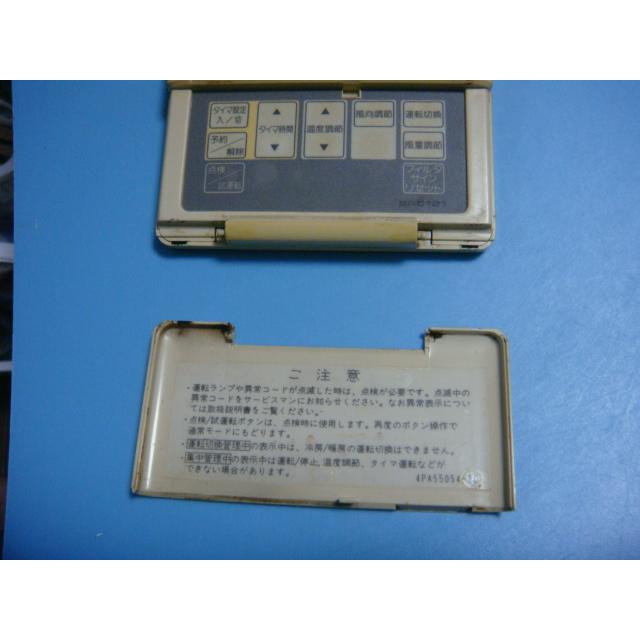 タイマ設定
入/切
タイマ時間
温度調節
風向調節
運転切換
予約
解除
風量調節
点検
試運転
フィルタ
サイン
リセット
ご注意
・運転ランプや異常コードが点滅した時は、点検が必要です。点滅中の
異常コードをサービスマンにお知らせください。なお異常表示につい
ては取扱説明書をご覧ください。
・点検/試運転ボタンは、点検時に使用します。再度のボタン操作で
通常モードにもどります。
・運転切換管理中の表示中は、冷房/暖房の運転切換はできません。
・集中管理中の表示中は運転/停止、温度調節、タイマ運転などが
できない場合があります。
4PA55054